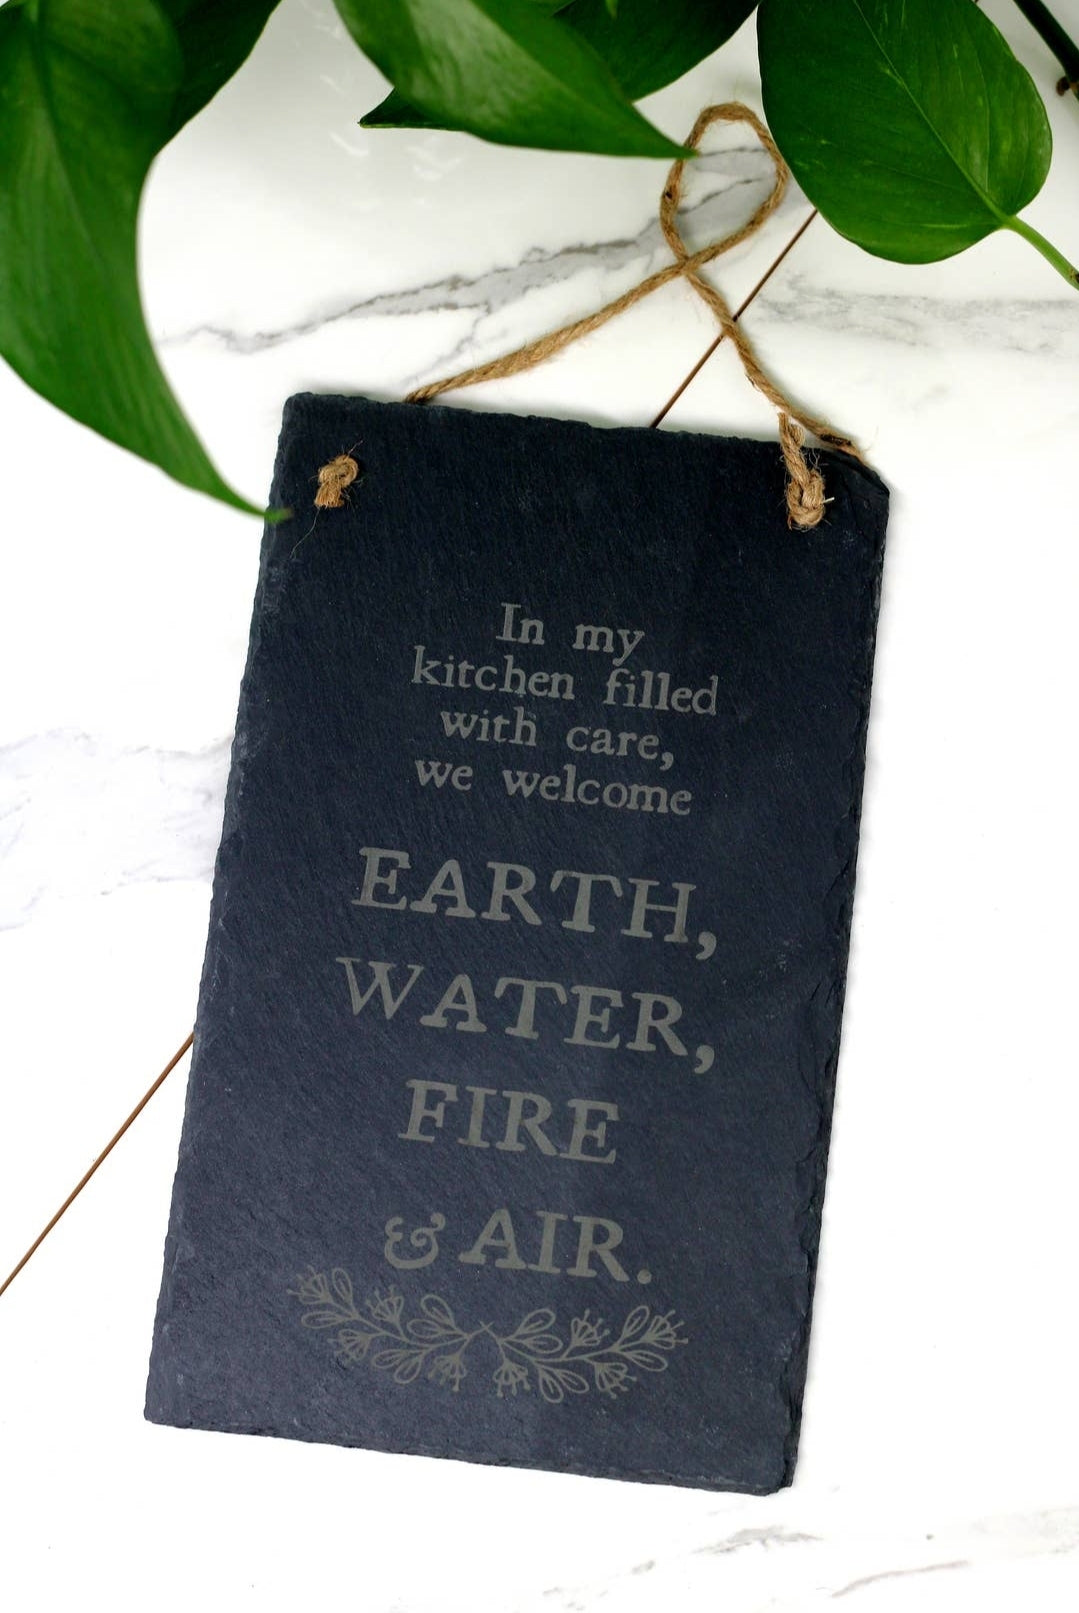 In my
kitchen filled
with care,
we welcome
EARTH,
WATER,
FIRE
& AIR.